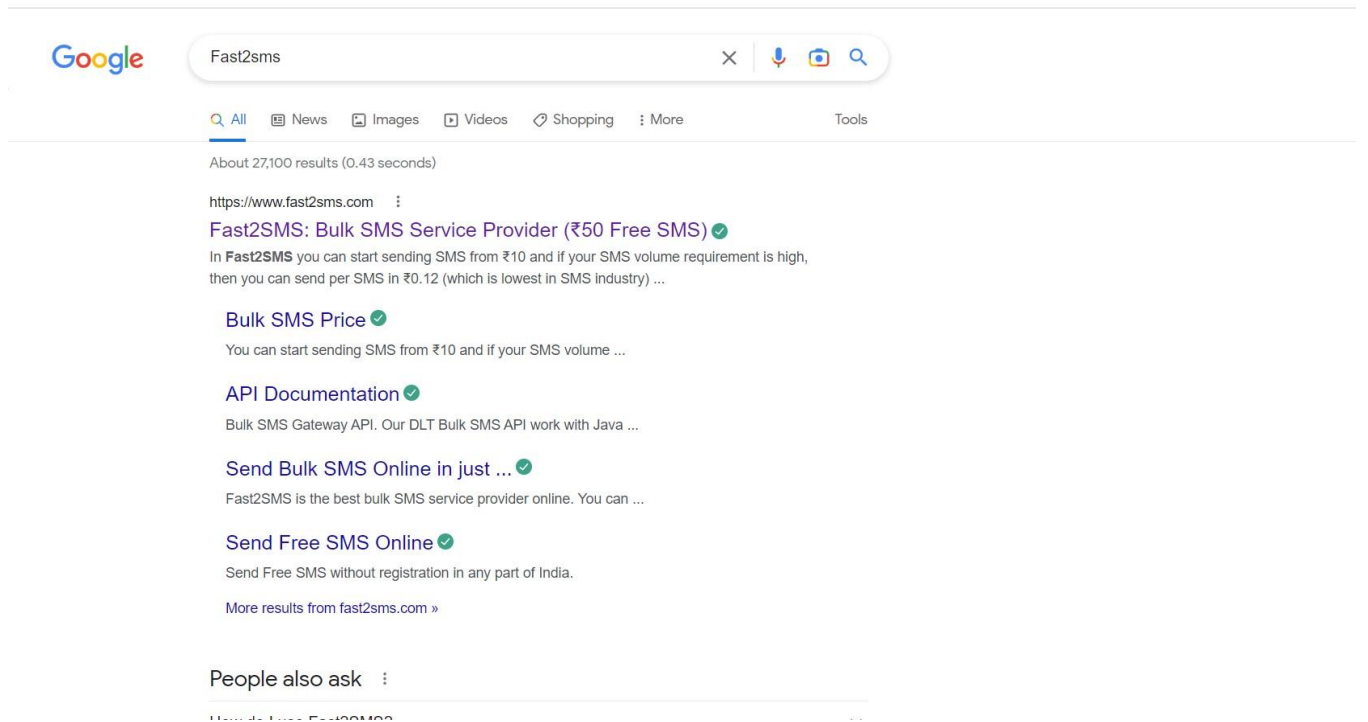 Google
Fast2sms
All News Images Videos Shopping More Tools
About 27,100 results (0.43 seconds)
https://www.fast2sms.com
Fast2SMS: Bulk SMS Service Provider (₹50 Free SMS)
In Fast2SMS you can start sending SMS from ₹10 and if your SMS volume requirement is high,
then you can send per SMS in ₹0.12 (which is lowest in SMS industry) ...
Bulk SMS Price
You can start sending SMS from ₹10 and if your SMS volume ...
API Documentation
Bulk SMS Gateway API. Our DLT Bulk SMS API work with Java ...
Send Bulk SMS Online in just ...
Fast2SMS is the best bulk SMS service provider online. You can ...
Send Free SMS Online
Send Free SMS without registration in any part of India.
More results from fast2sms.com »
People also ask
How do I use Fast2SMS?